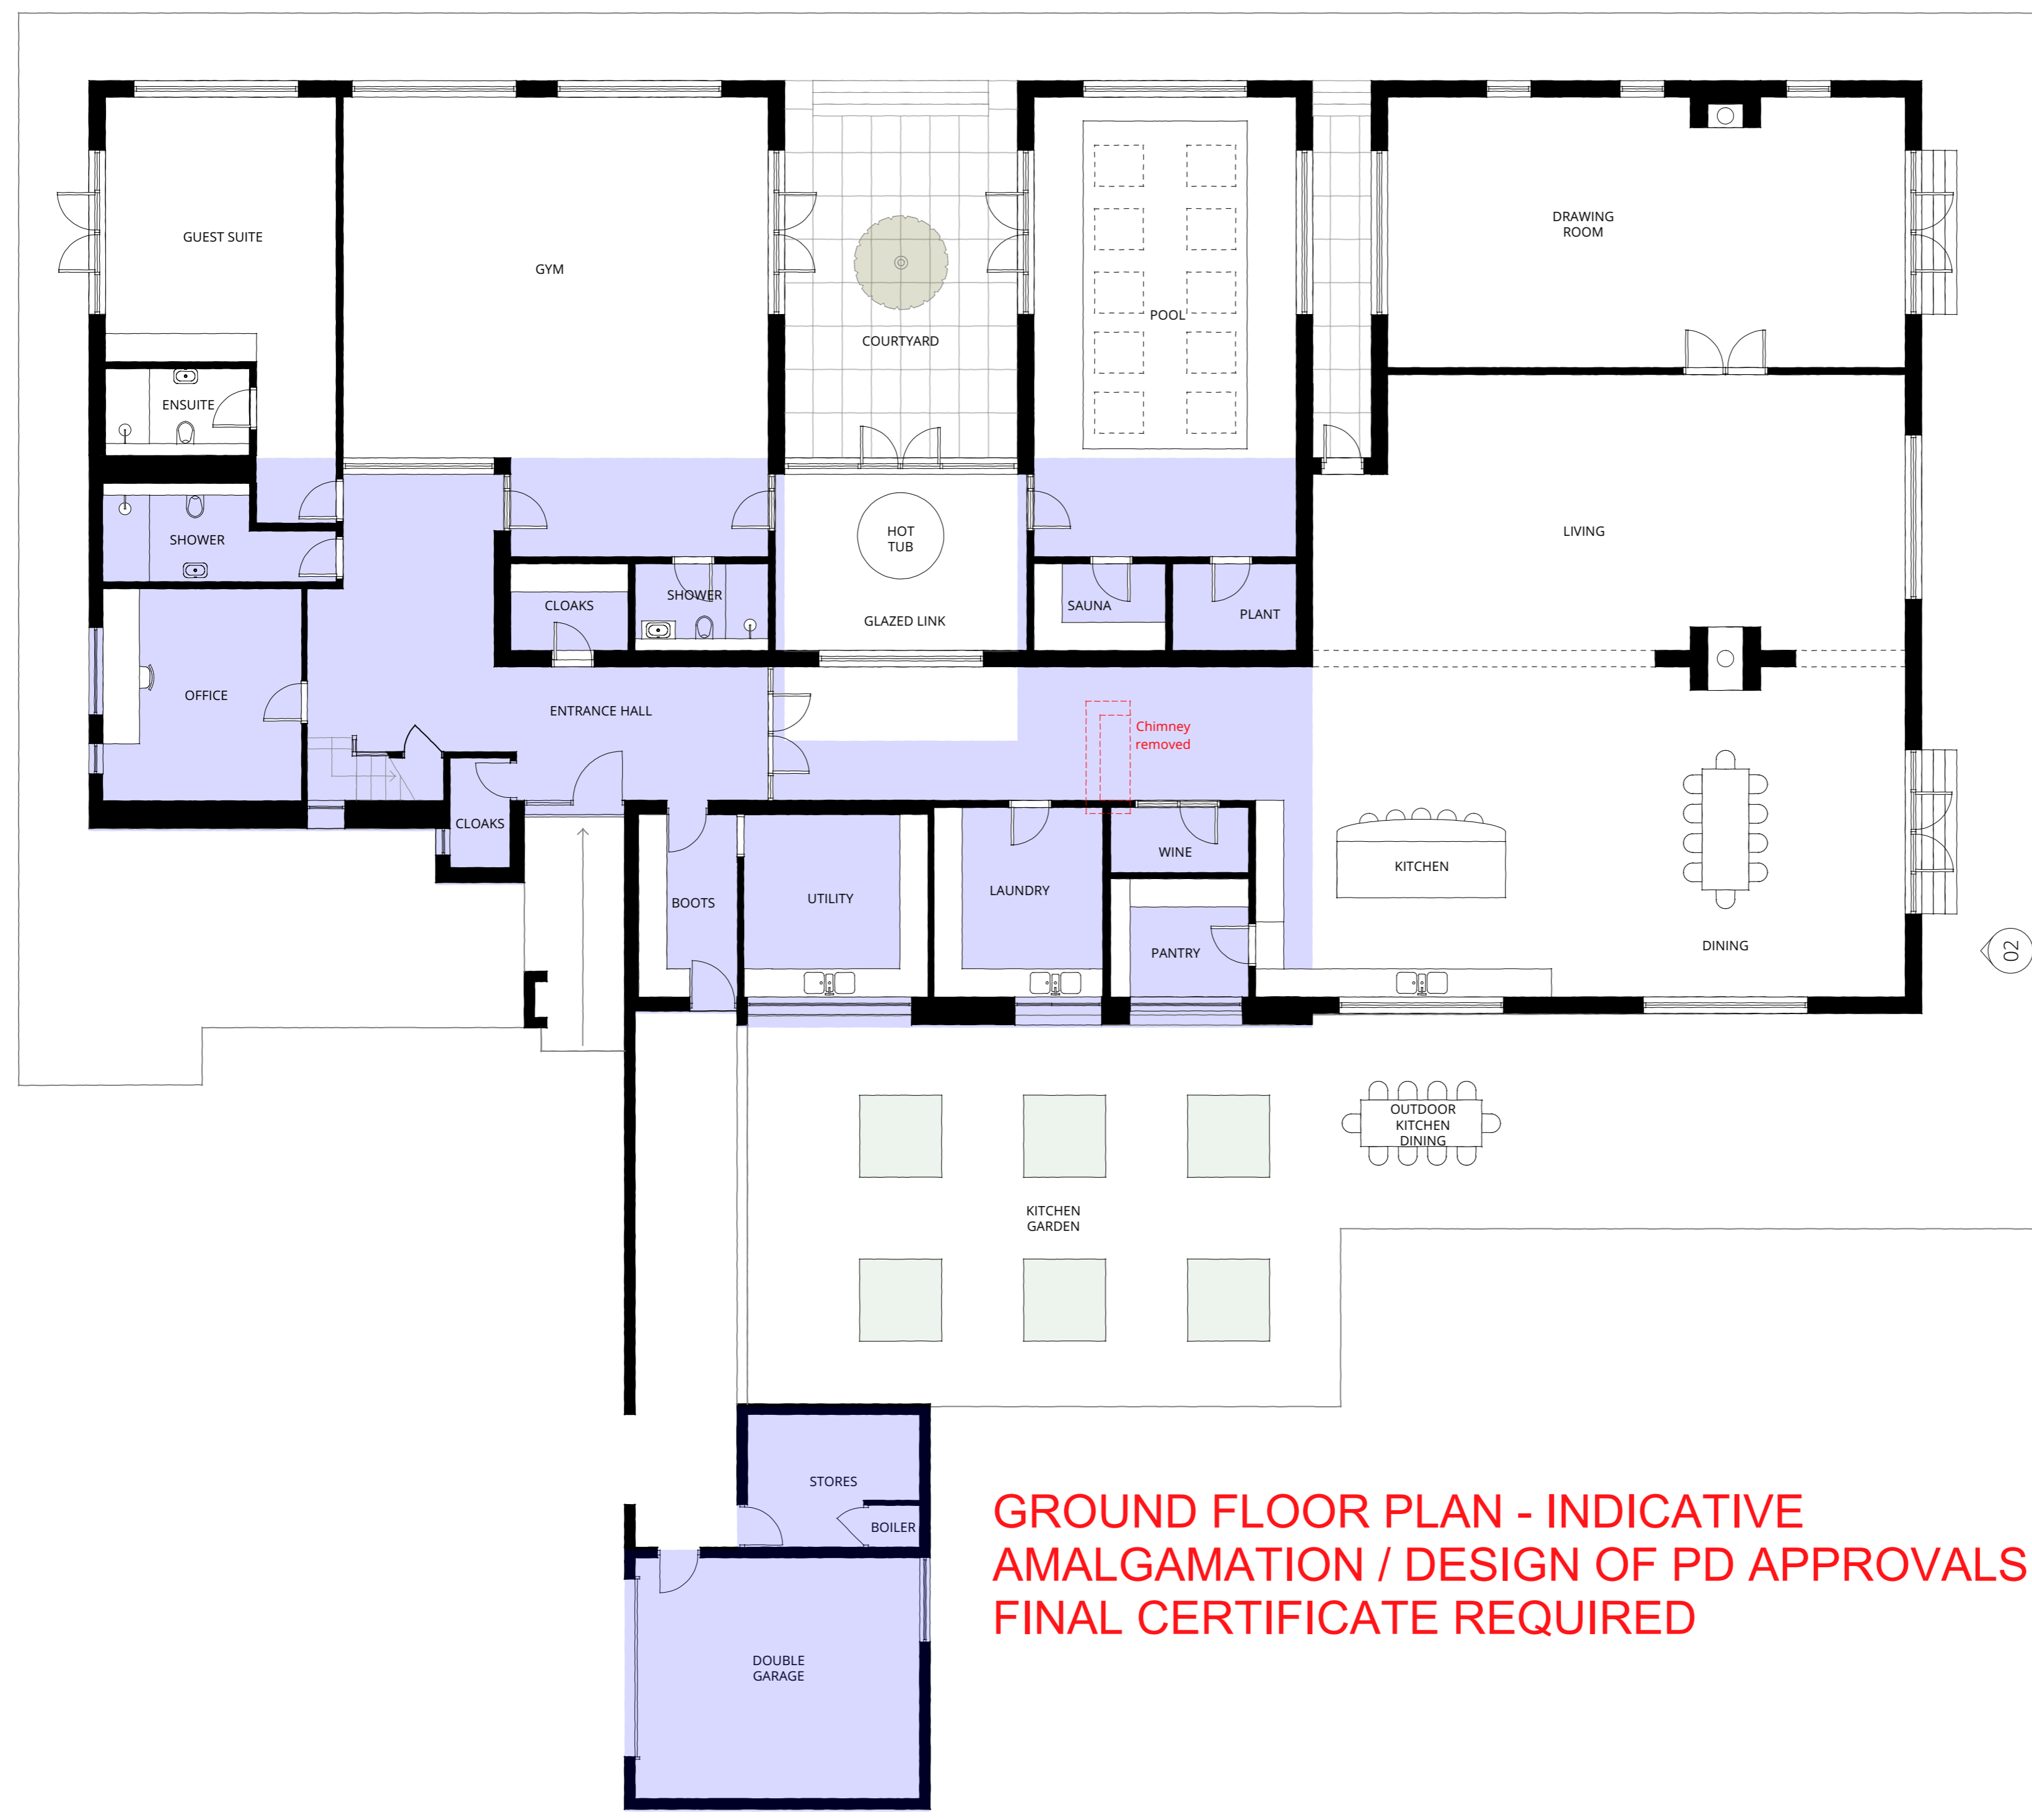 GUEST SUITE
GYM
COURTYARD
POOL
DRAWING
ROOM
ENSUITE
SHOWER
HOT
TUB
LIVING
CLOAKS
SHOWER
SAUNA
PLANT
GLAZED LINK
OFFICE
ENTRANCE HALL
Chimney
removed
CLOAKS
BOOTS
UTILITY
LAUNDRY
WINE
KITCHEN
PANTRY
DINING
02
OUTDOOR
KITCHEN
DINING
KITCHEN
GARDEN
STORES
BOILER
GROUND FLOOR PLAN - INDICATIVE
AMALGAMATION / DESIGN OF PD APPROVALS
FINAL CERTIFICATE REQUIRED
DOUBLE
GARAGE